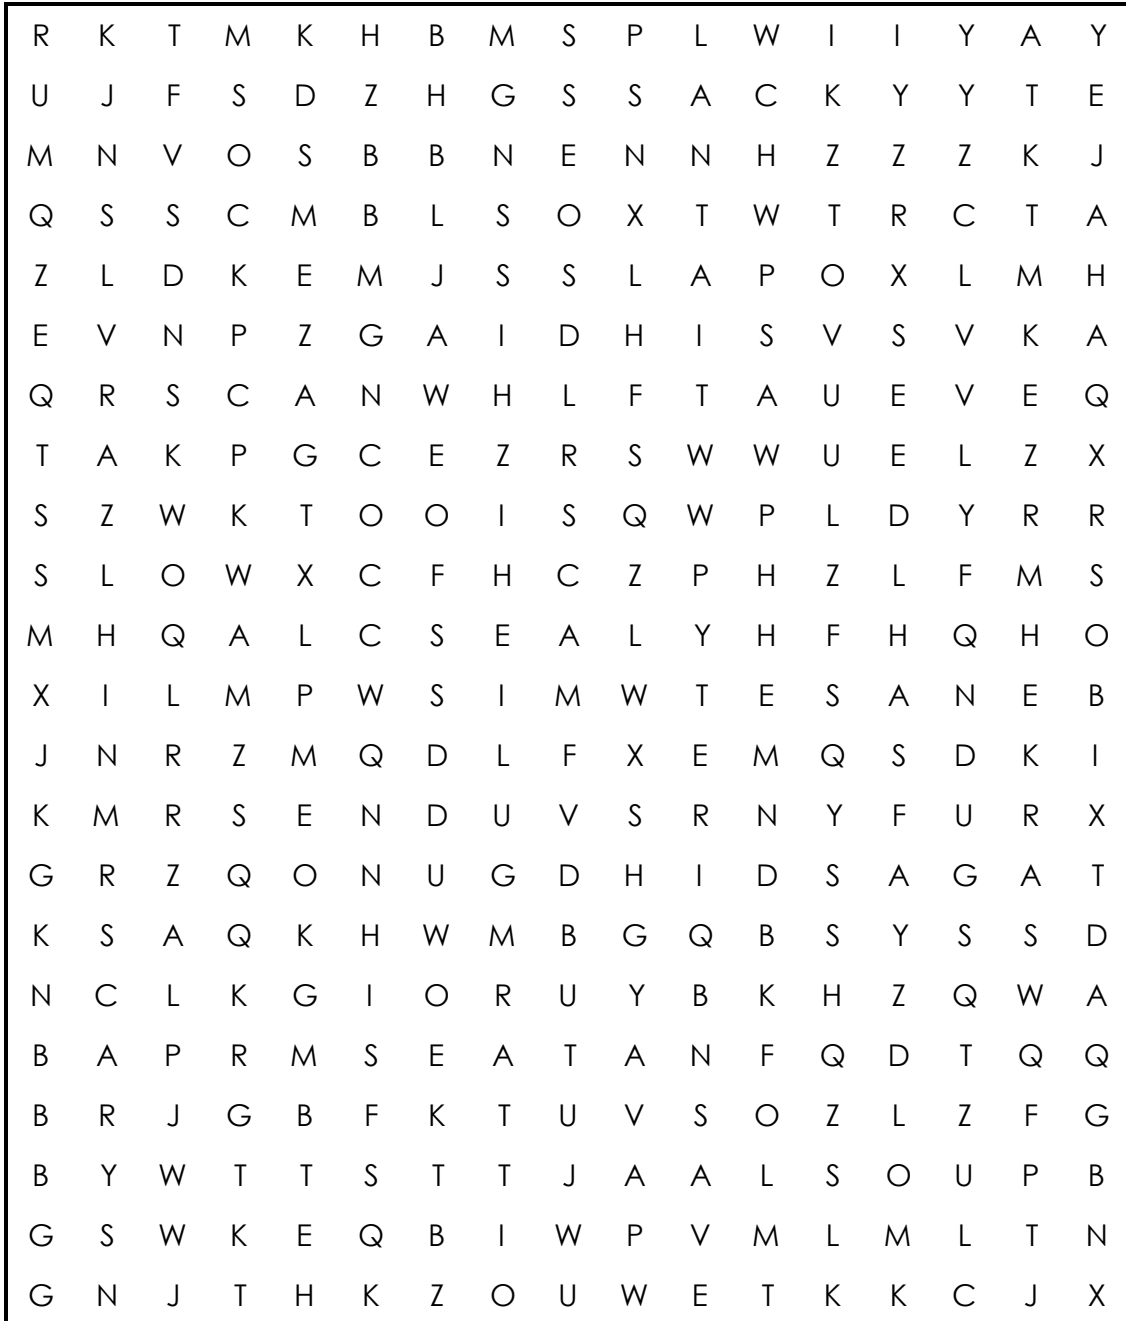 R K T M K H B M S P L W I I Y A Y
U J F S D Z H G S S A C K Y Y T E
M N V O S B B N E N N H Z Z Z K J
Q S S C M B L S O X T W T R C T A
Z L D K E M J S S L A P O X L M H
E V N P Z G A I D H I S V S V K A
Q R S C A N W H L F T A U E V E Q
T A K P G C E Z R S W W U E L Z X
S Z W K T O O I S Q W P L D Y R R
S L O W X C F H C Z P H Z L F M S
M H Q A L C S E A L Y H F H Q H O
X I L M P W S I M W T E S A N E B
J N R Z M Q D L F X E M Q S D K I
K M R S E N D U V S R N Y F U R X
G R Z Q O N U G D H I D S A G A T
K S A Q K H W M B G Q B S Y S S D
N C L K G I O R U Y B K H Z Q W A
B A P R M S E A T A N F Q D T Q Q
B R J G B F K T U V S O Z L Z F G
B Y W T T S T T J A A L S O U P B
G S W K E Q B I W P V M L M L T N
G N J T H K Z O U W E T K K C J X